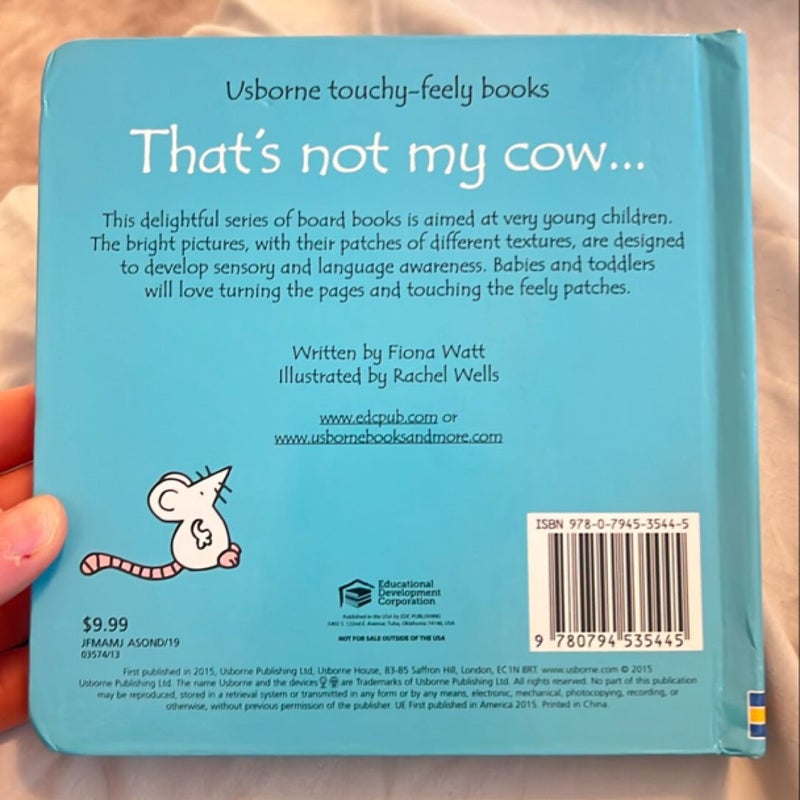 Usborne touchy-feely books
That's not my cow...
This delightful series of board books is aimed at very young children.
The bright pictures, with their patches of different textures, are designed
to develop sensory and language awareness. Babies and toddlers
will love turning the pages and touching the feely patches.
Written by Fiona Watt
Illustrated by Rachel Wells
www.edcpub.com or
www.usbornebooksandmore.com
ISBN 978-0-7945-3544-5
9 780794 535445
Educational
Development
Corporation
Published in the USA by EDC PUBLISHING
NOT FOR SALE OUTSIDE OF THE USA
$9.99
JFMAMJ ASOND/19
03574/13
First published in 2015, Usborne Publishing Ltd, Usborne House, 83-85 Saffron Hill, London, EC1N 8RT. www.usborne.com © 2015
Usborne Publishing Ltd. The name Usborne and the devices are Trademarks of Usborne Publishing Ltd. All rights reserved. No part of this publication
may be reproduced, stored in a retrieval system or transmitted in any form or by any means, electronic, mechanical, photocopying, recording, or
otherwise, without previous permission of the publisher. UE First published in America 2015. Printed in China.